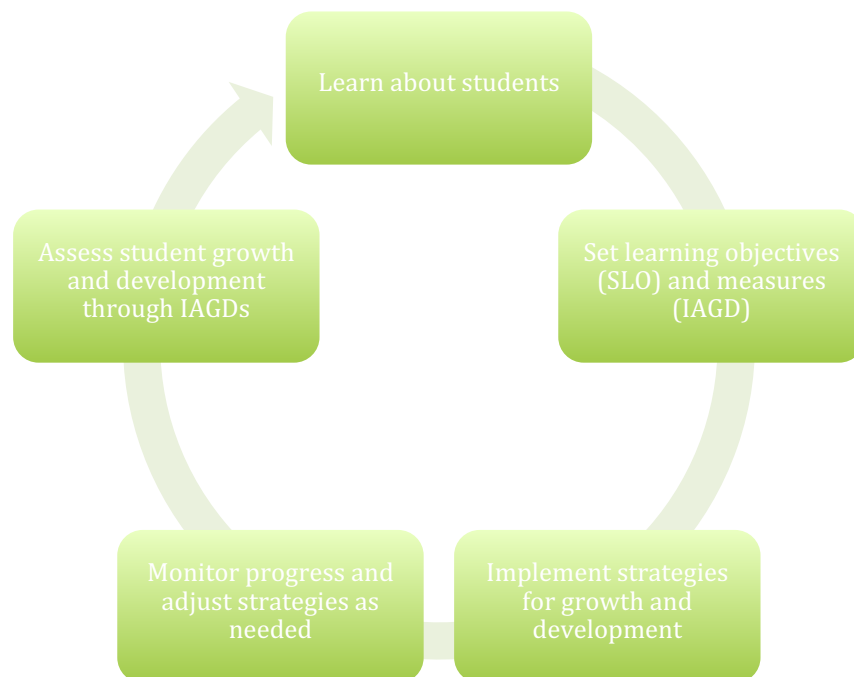 Learn about students
Set learning objectives
(SLO) and measures
(IAGD)
Implement strategies
for growth and
development
Monitor progress and
adjust strategies as
needed
Assess student growth
and development
through IAGDs